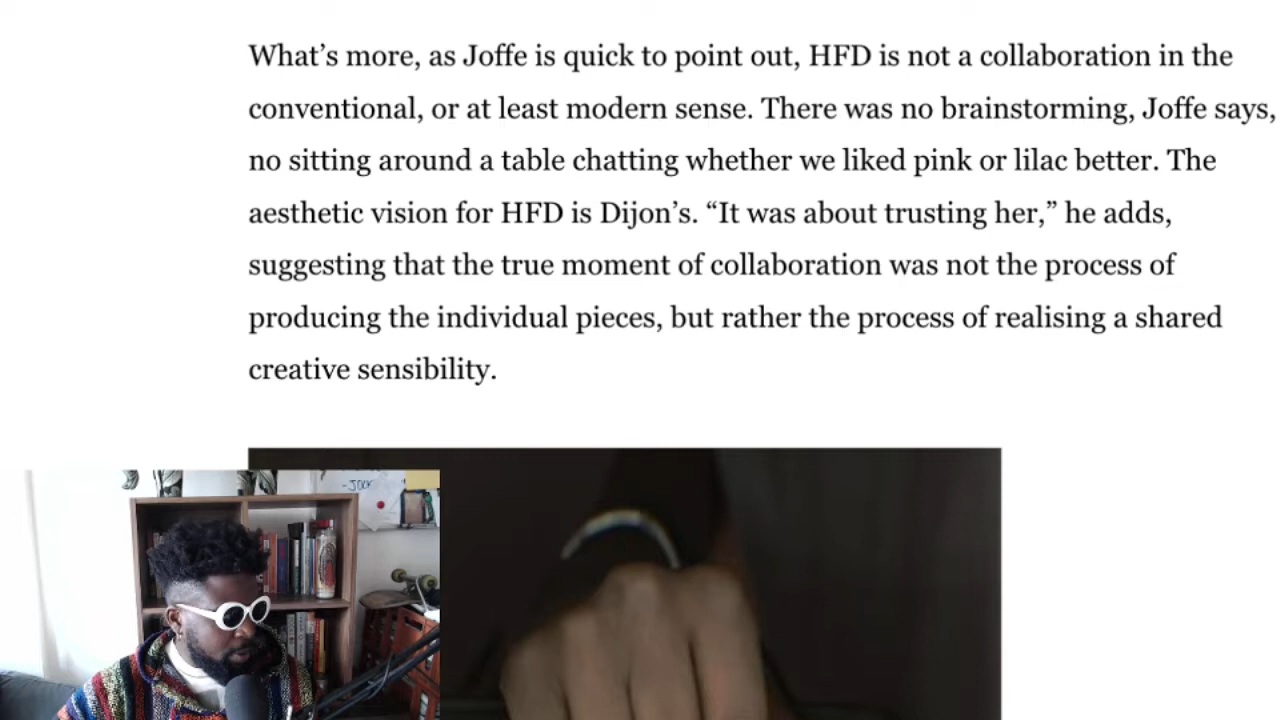 What’s more, as Joffe is quick to point out, HFD is not a collaboration in the
conventional, or at least modern sense. There was no brainstorming, Joffe says,
no sitting around a table chatting whether we liked pink or lilac better. The
aesthetic vision for HFD is Dijon’s. “It was about trusting her,” he adds,
suggesting that the true moment of collaboration was not the process of
producing the individual pieces, but rather the process of realising a shared
creative sensibility.